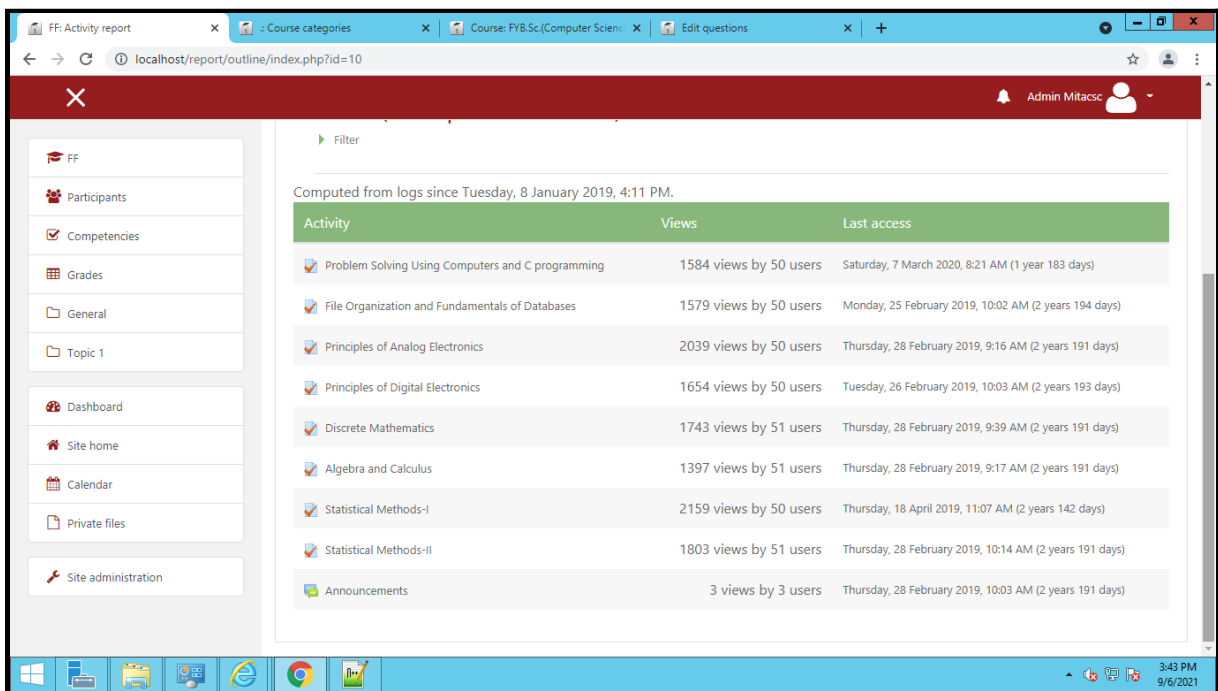 FF: Activity report
.: Course categories
Course: FYB.Sc.(Computer Scienc
Edit questions
localhost/report/outline/index.php?id=10
Admin Mitacsc
FF
Participants
Competencies
Grades
General
Topic 1
Dashboard
Site home
Calendar
Private files
Site administration
Filter
Computed from logs since Tuesday, 8 January 2019, 4:11 PM.
Activity Views Last access
Problem Solving Using Computers and C programming 1584 views by 50 users Saturday, 7 March 2020, 8:21 AM (1 year 183 days)
File Organization and Fundamentals of Databases 1579 views by 50 users Monday, 25 February 2019, 10:02 AM (2 years 194 days)
Principles of Analog Electronics 2039 views by 50 users Thursday, 28 February 2019, 9:16 AM (2 years 191 days)
Principles of Digital Electronics 1654 views by 50 users Tuesday, 26 February 2019, 10:03 AM (2 years 193 days)
Discrete Mathematics 1743 views by 51 users Thursday, 28 February 2019, 9:39 AM (2 years 191 days)
Algebra and Calculus 1397 views by 51 users Thursday, 28 February 2019, 9:17 AM (2 years 191 days)
Statistical Methods-I 2159 views by 50 users Thursday, 18 April 2019, 11:07 AM (2 years 142 days)
Statistical Methods-II 1803 views by 51 users Thursday, 28 February 2019, 10:14 AM (2 years 191 days)
Announcements 3 views by 3 users Thursday, 28 February 2019, 10:03 AM (2 years 191 days)
3:43 PM
9/6/2021